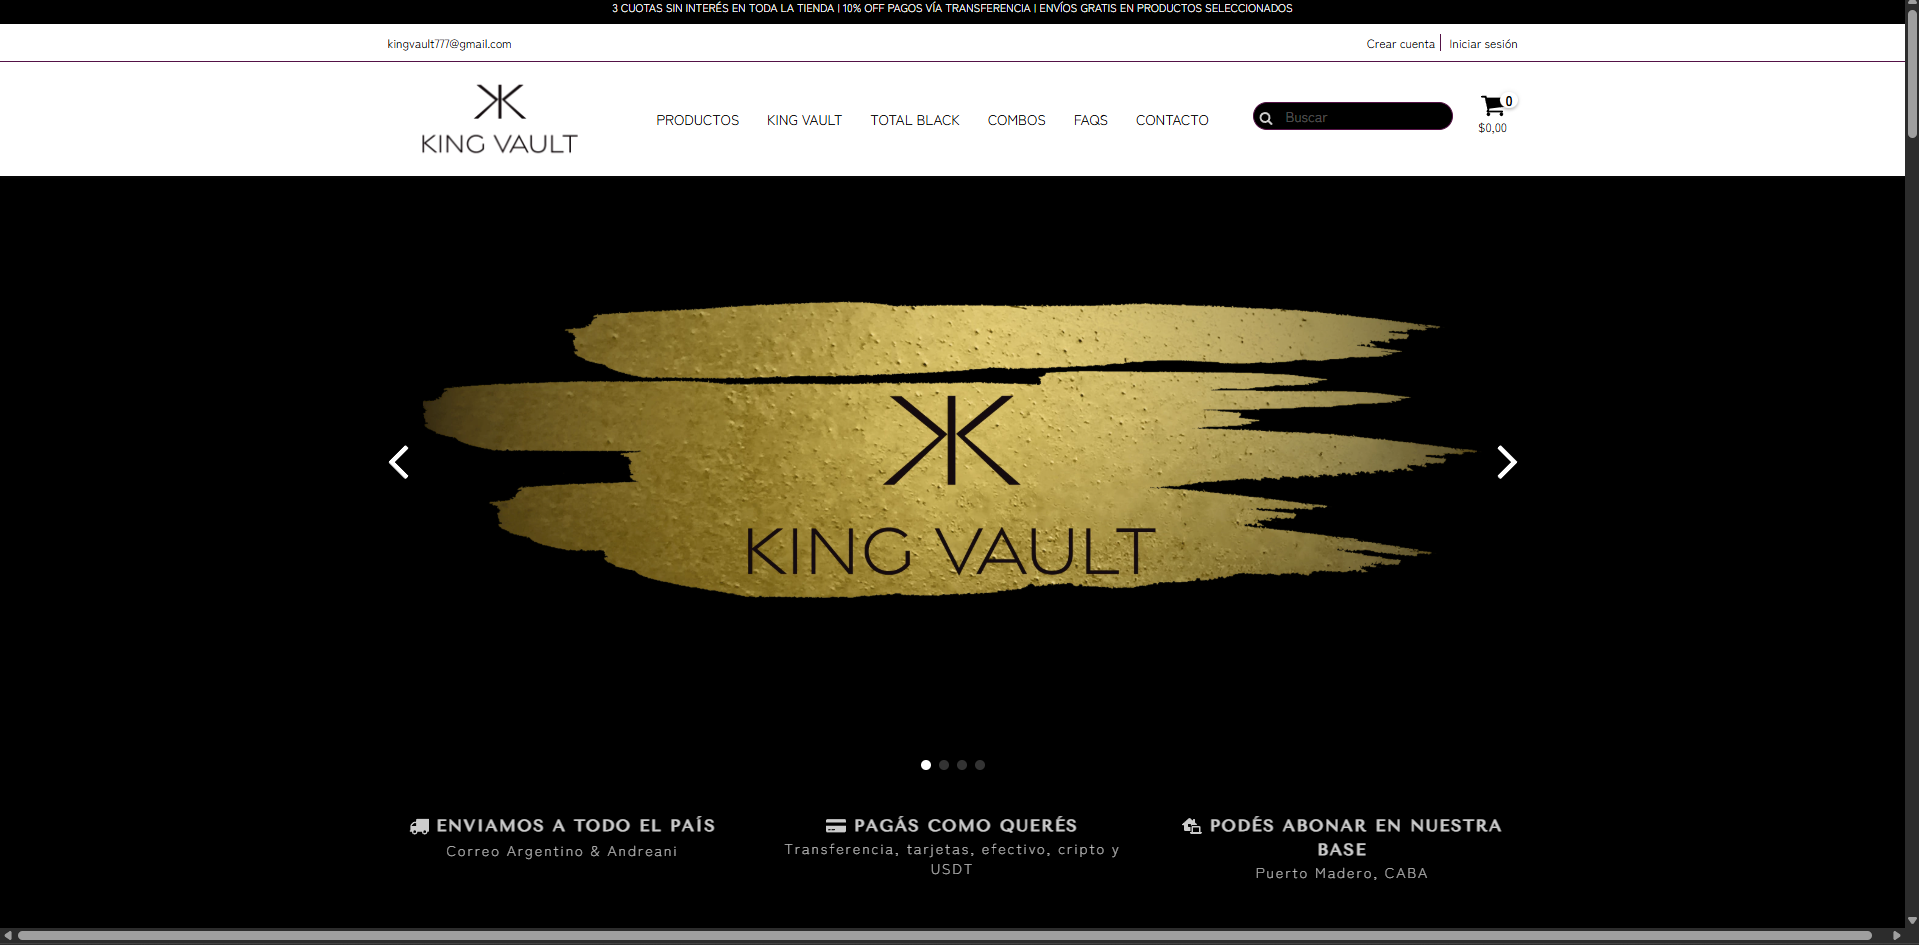 3 CUOTAS SIN INTERÉS EN TODA LA TIENDA | 10% OFF PAGOS VÍA TRANSFERENCIA | ENVÍOS GRATIS EN PRODUCTOS SELECCIONADOS
kingvault777@gmail.com
Crear cuenta
Iniciar sesión
KING VAULT
PRODUCTOS
KING VAULT
TOTAL BLACK
COMBOS
FAQS
CONTACTO
Buscar
0
$0,00
KING VAULT
ENVIAMOS A TODO EL PAÍS
Correo Argentino & Andreani
PAGÁS COMO QUERÉS
Transferencia, tarjetas, efectivo, cripto y
USDT
PODÉS ABONAR EN NUESTRA
BASE
Puerto Madero, CABA